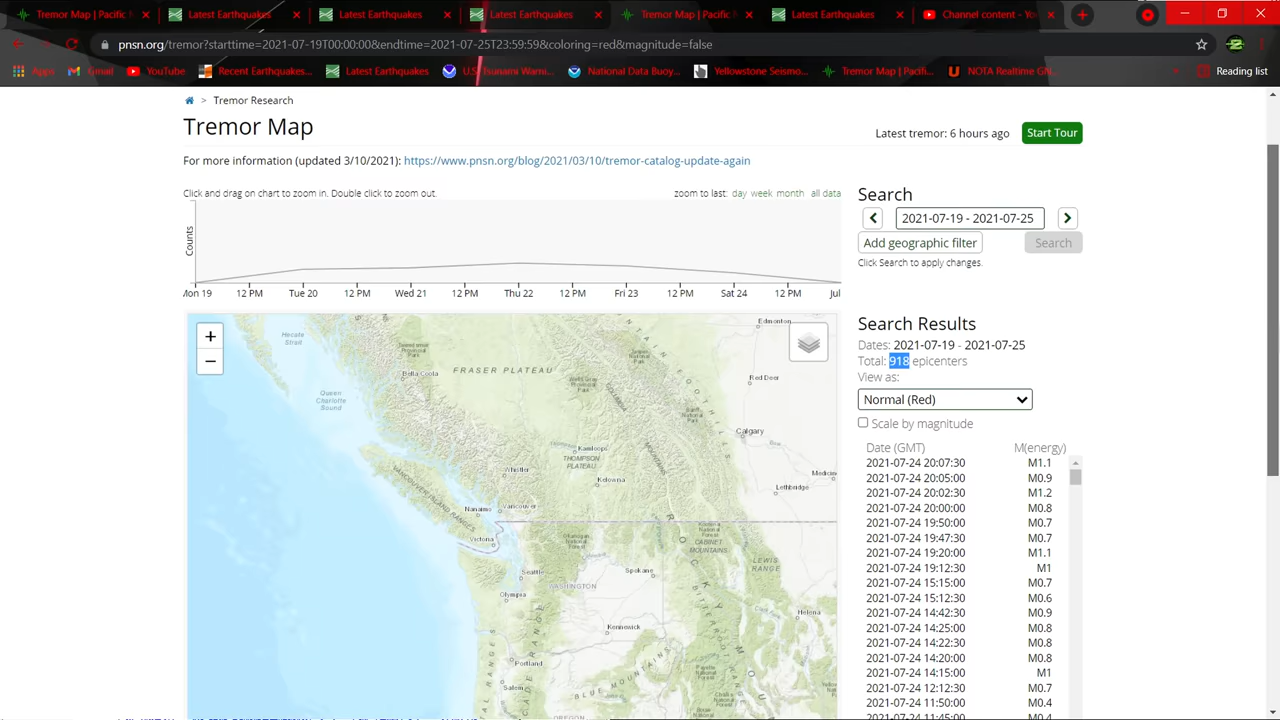 Tremor Map | Pacific
Latest Earthquakes
Latest Earthquakes
Latest Earthquakes
Tremor Map | Pacific
Latest Earthquakes
Channel content - Yo
pnsn.org/tremor?starttime=2021-07-19T00:00:00&endtime=2021-07-25T23:59:59&coloring=red&magnitude=false
Apps
Gmail
YouTube
Recent Earthquakes...
Latest Earthquakes
U.S. Tsunami Warni...
National Data Buoy...
Yellowstone Seismo...
Tremor Map | Pacifi...
NOTA Realtime GN...
Reading list
> Tremor Research
Tremor Map
Latest tremor: 6 hours ago
Start Tour
For more information (updated 3/10/2021): https://www.pnsn.org/blog/2021/03/10/tremor-catalog-update-again
Click and drag on chart to zoom in. Double click to zoom out.
zoom to last: day week month all data
Counts
Mon 19 12 PM Tue 20 12 PM Wed 21 12 PM Thu 22 12 PM Fri 23 12 PM Sat 24 12 PM Jul
Search
2021-07-19 - 2021-07-25
Add geographic filter
Search
Click Search to apply changes.
+
−
Edmonton
Hecate
Strait
Bella Coola
FRASER PLATEAU
Red Deer
Queen
Charlotte
Sound
Calgary
Kamloops
THOMPSON
PLATEAU
Whistler
Kelowna
Medicin
Lethbridge
Vancouver
Nanaimo
Victoria
CABINET
MOUNTAINS
LEWIS
RANGE
Seattle
Spokane
WASHINGTON
Olympia
Helena
Kennewick
Portland
Salem
BLUE MOUNTAINS
OREGON
Search Results
Dates: 2021-07-19 - 2021-07-25
Total: 918 epicenters
View as:
Normal (Red)
Scale by magnitude
Date (GMT) M(energy)
2021-07-24 20:07:30 M1.1
2021-07-24 20:05:00 M0.9
2021-07-24 20:02:30 M1.2
2021-07-24 20:00:00 M0.8
2021-07-24 19:50:00 M0.7
2021-07-24 19:47:30 M0.7
2021-07-24 19:20:00 M1.1
2021-07-24 19:12:30 M1
2021-07-24 15:15:00 M0.7
2021-07-24 15:12:30 M0.6
2021-07-24 14:42:30 M0.9
2021-07-24 14:25:00 M0.8
2021-07-24 14:22:30 M0.8
2021-07-24 14:20:00 M0.8
2021-07-24 14:15:00 M1
2021-07-24 12:12:30 M0.7
2021-07-24 11:50:00 M0.4
2021-07-24 11:45:00 M0.4